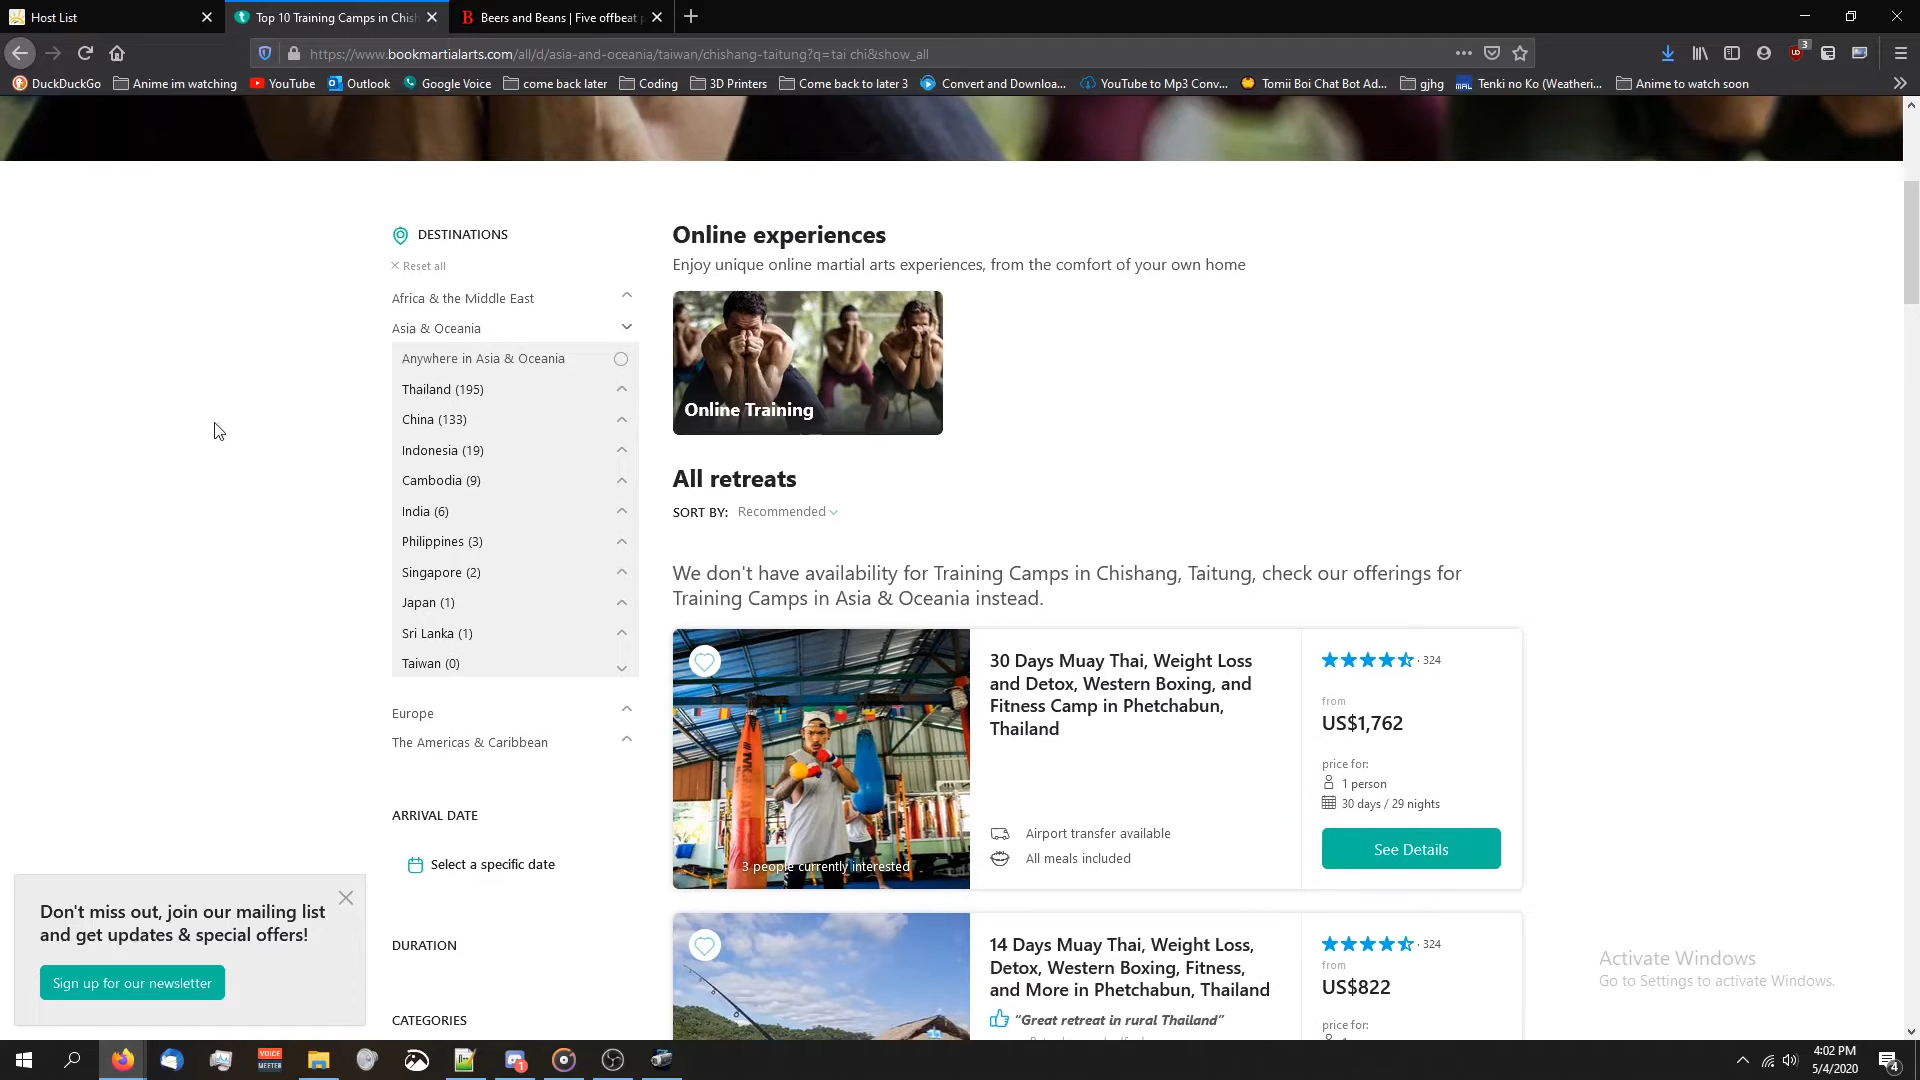 Host List
Top 10 Training Camps in Chish
B Beers and Beans | Five offbeat
https://www.bookmartialarts.com/all/d/asia-and-oceania/taiwan/chishang-taitung?q=tai chi&show_all
3
DuckDuckGo
Anime im watching
YouTube
Outlook
Google Voice
come back later
Coding
3D Printers
Come back to later 3
Convert and Downloa...
YouTube to Mp3 Conv...
Tomii Boi Chat Bot Ad...
gjhg
MAL
Tenki no Ko (Weatheri...
Anime to watch soon
DESTINATIONS
Reset all
Africa & the Middle East
Asia & Oceania
Anywhere in Asia & Oceania
Thailand (195)
China (133)
Indonesia (19)
Cambodia (9)
India (6)
Philippines (3)
Singapore (2)
Japan (1)
Sri Lanka (1)
Taiwan (0)
Europe
The Americas & Caribbean
ARRIVAL DATE
Select a specific date
DURATION
CATEGORIES
Online experiences
Enjoy unique online martial arts experiences, from the comfort of your own home
Online Training
All retreats
SORT BY: Recommended
We don't have availability for Training Camps in Chishang, Taitung, check our offerings for
Training Camps in Asia & Oceania instead.
3 people currently interested
30 Days Muay Thai, Weight Loss
and Detox, Western Boxing, and
Fitness Camp in Phetchabun,
Thailand
Airport transfer available
All meals included
· 324
from
US$1,762
price for:
1 person
30 days / 29 nights
See Details
14 Days Muay Thai, Weight Loss,
Detox, Western Boxing, Fitness,
and More in Phetchabun, Thailand
"Great retreat in rural Thailand"
· 324
from
US$822
price for:
Don't miss out, join our mailing list
and get updates & special offers!
Sign up for our newsletter
Activate Windows
Go to Settings to activate Windows.
VOICE
MEETER
1
4:02 PM
5/4/2020
4